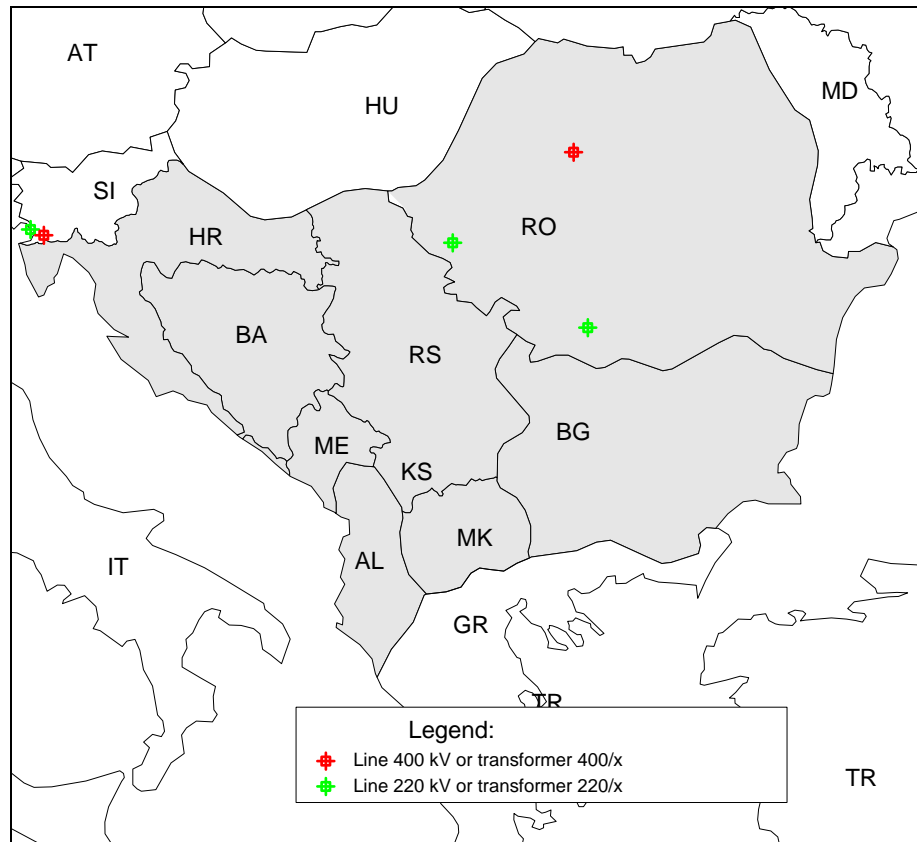 AT
HU
MD
SI
RO
HR
BA
RS
BG
ME
KS
MK
AL
IT
GR
TR
Legend:
Line 400 kV or transformer 400/x
Line 220 kV or transformer 220/x
TR